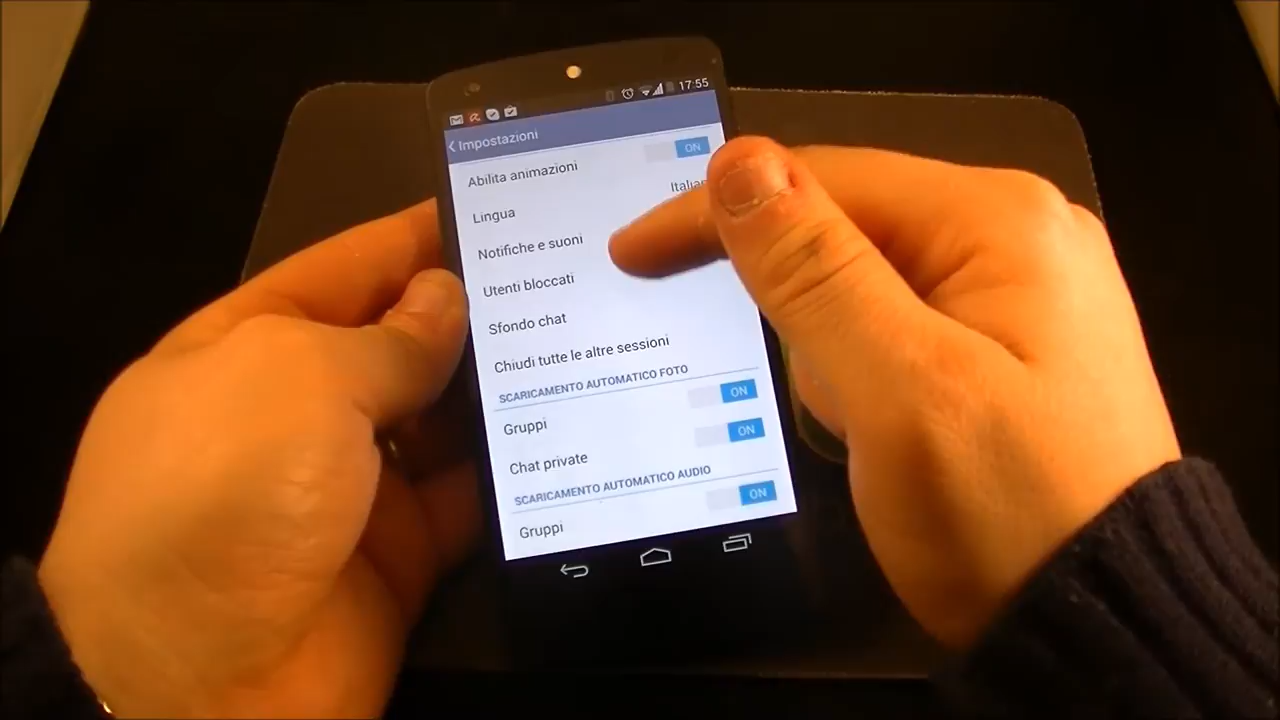 17:55
Impostazioni
Abilita animazioni ON
Lingua
Notifiche e suoni
Utenti bloccati
Sfondo chat
Chiudi tutte le altre sessioni
SCARICAMENTO AUTOMATICO FOTO
Gruppi ON
Chat private ON
SCARICAMENTO AUTOMATICO AUDIO
Gruppi ON